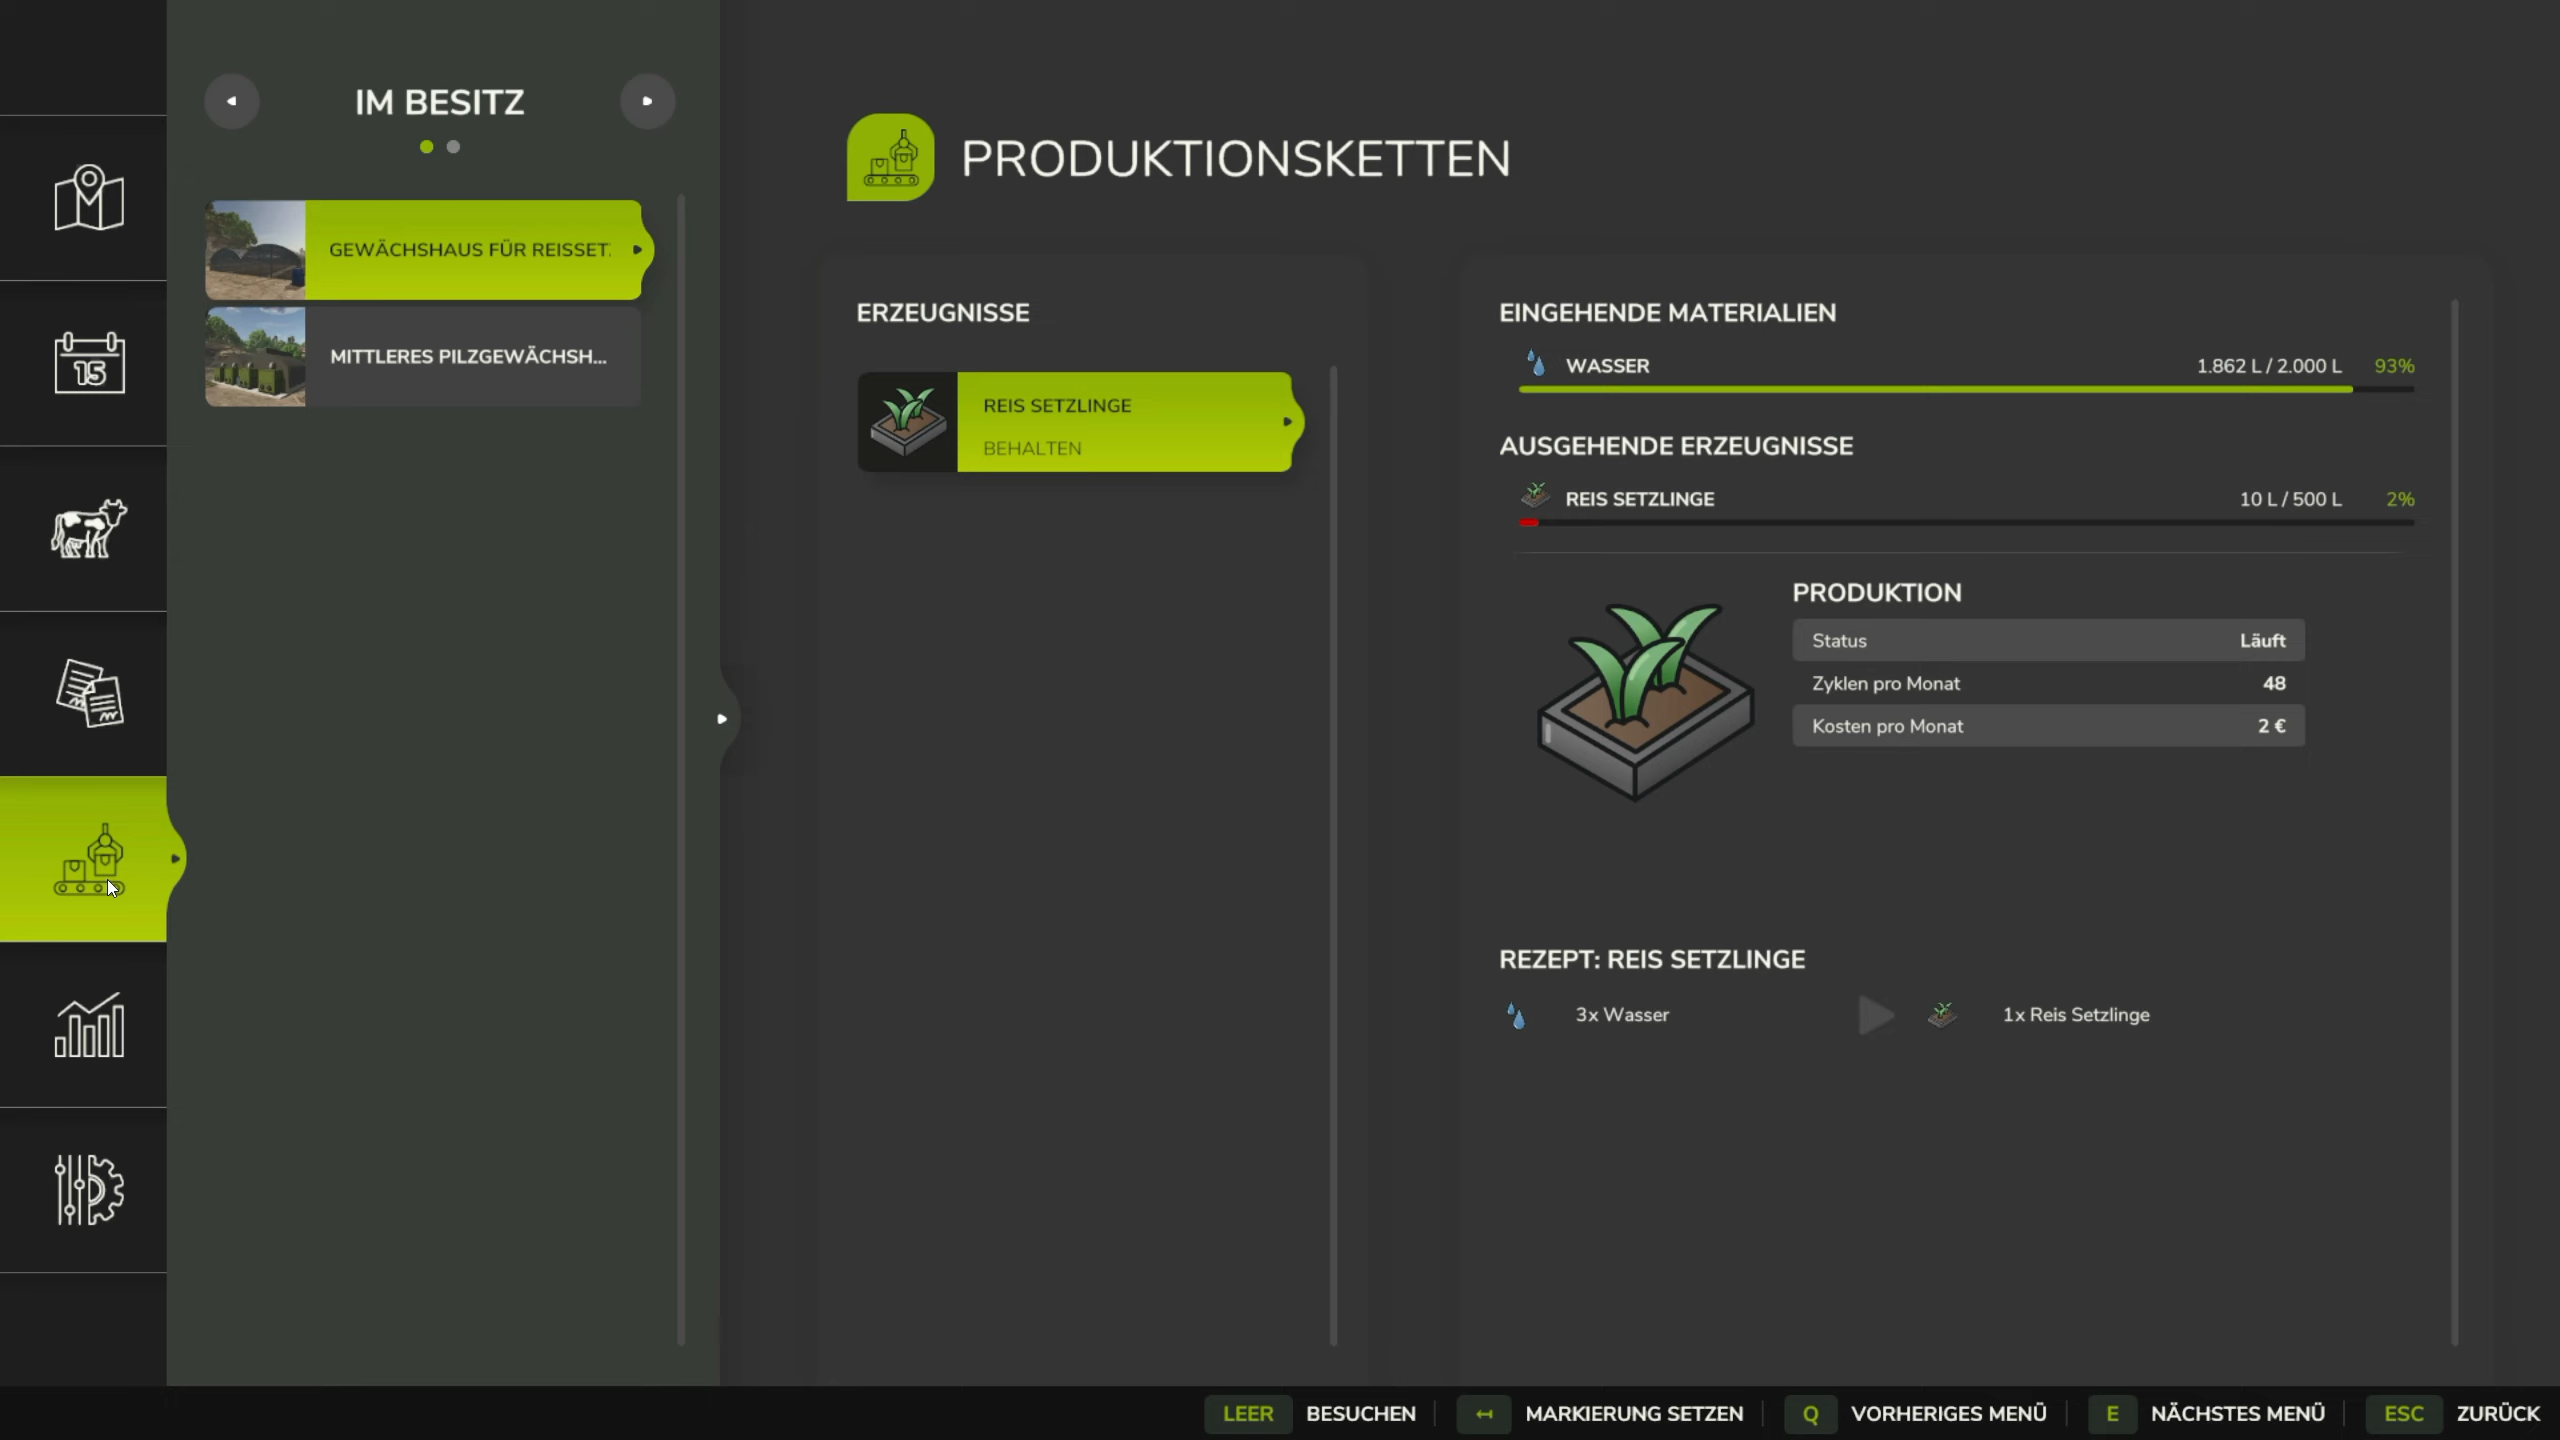 IM BESITZ
GEWÄCHSHAUS FÜR REISSET
MITTLERES PILZGEWÄCHSH...
15
PRODUKTIONSKETTEN
ERZEUGNISSE
REIS SETZLINGE
BEHALTEN
EINGEHENDE MATERIALIEN
WASSER 1.862 L / 2.000 L 93%
AUSGEHENDE ERZEUGNISSE
REIS SETZLINGE 10 L / 500 L 2%
PRODUKTION
Status Läuft
Zyklen pro Monat 48
Kosten pro Monat 2 €
REZEPT: REIS SETZLINGE
3x Wasser 1x Reis Setzlinge
LEER BESUCHEN MARKIERUNG SETZEN Q VORHERIGES MENÜ E NÄCHSTES MENÜ ESC ZURÜCK